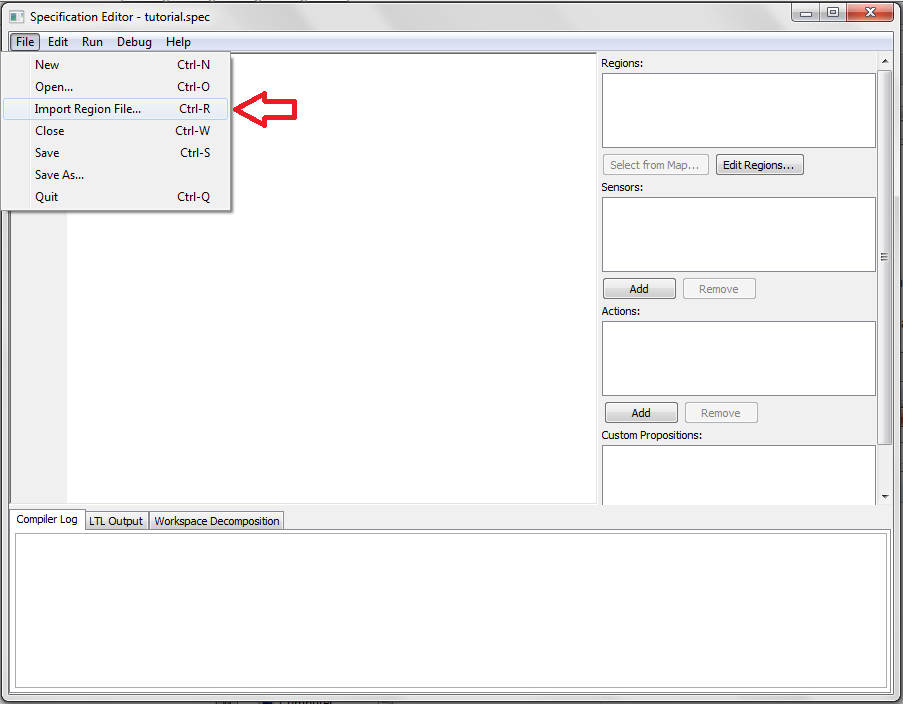 Specification Editor - tutorial.spec
File Edit Run Debug Help
New Ctrl-N
Open... Ctrl-O
Import Region File... Ctrl-R
Close Ctrl-W
Save Ctrl-S
Save As...
Quit Ctrl-Q
Regions:
Select from Map... Edit Regions...
Sensors:
Add Remove
Actions:
Add Remove
Custom Propositions:
Compiler Log LTL Output Workspace Decomposition